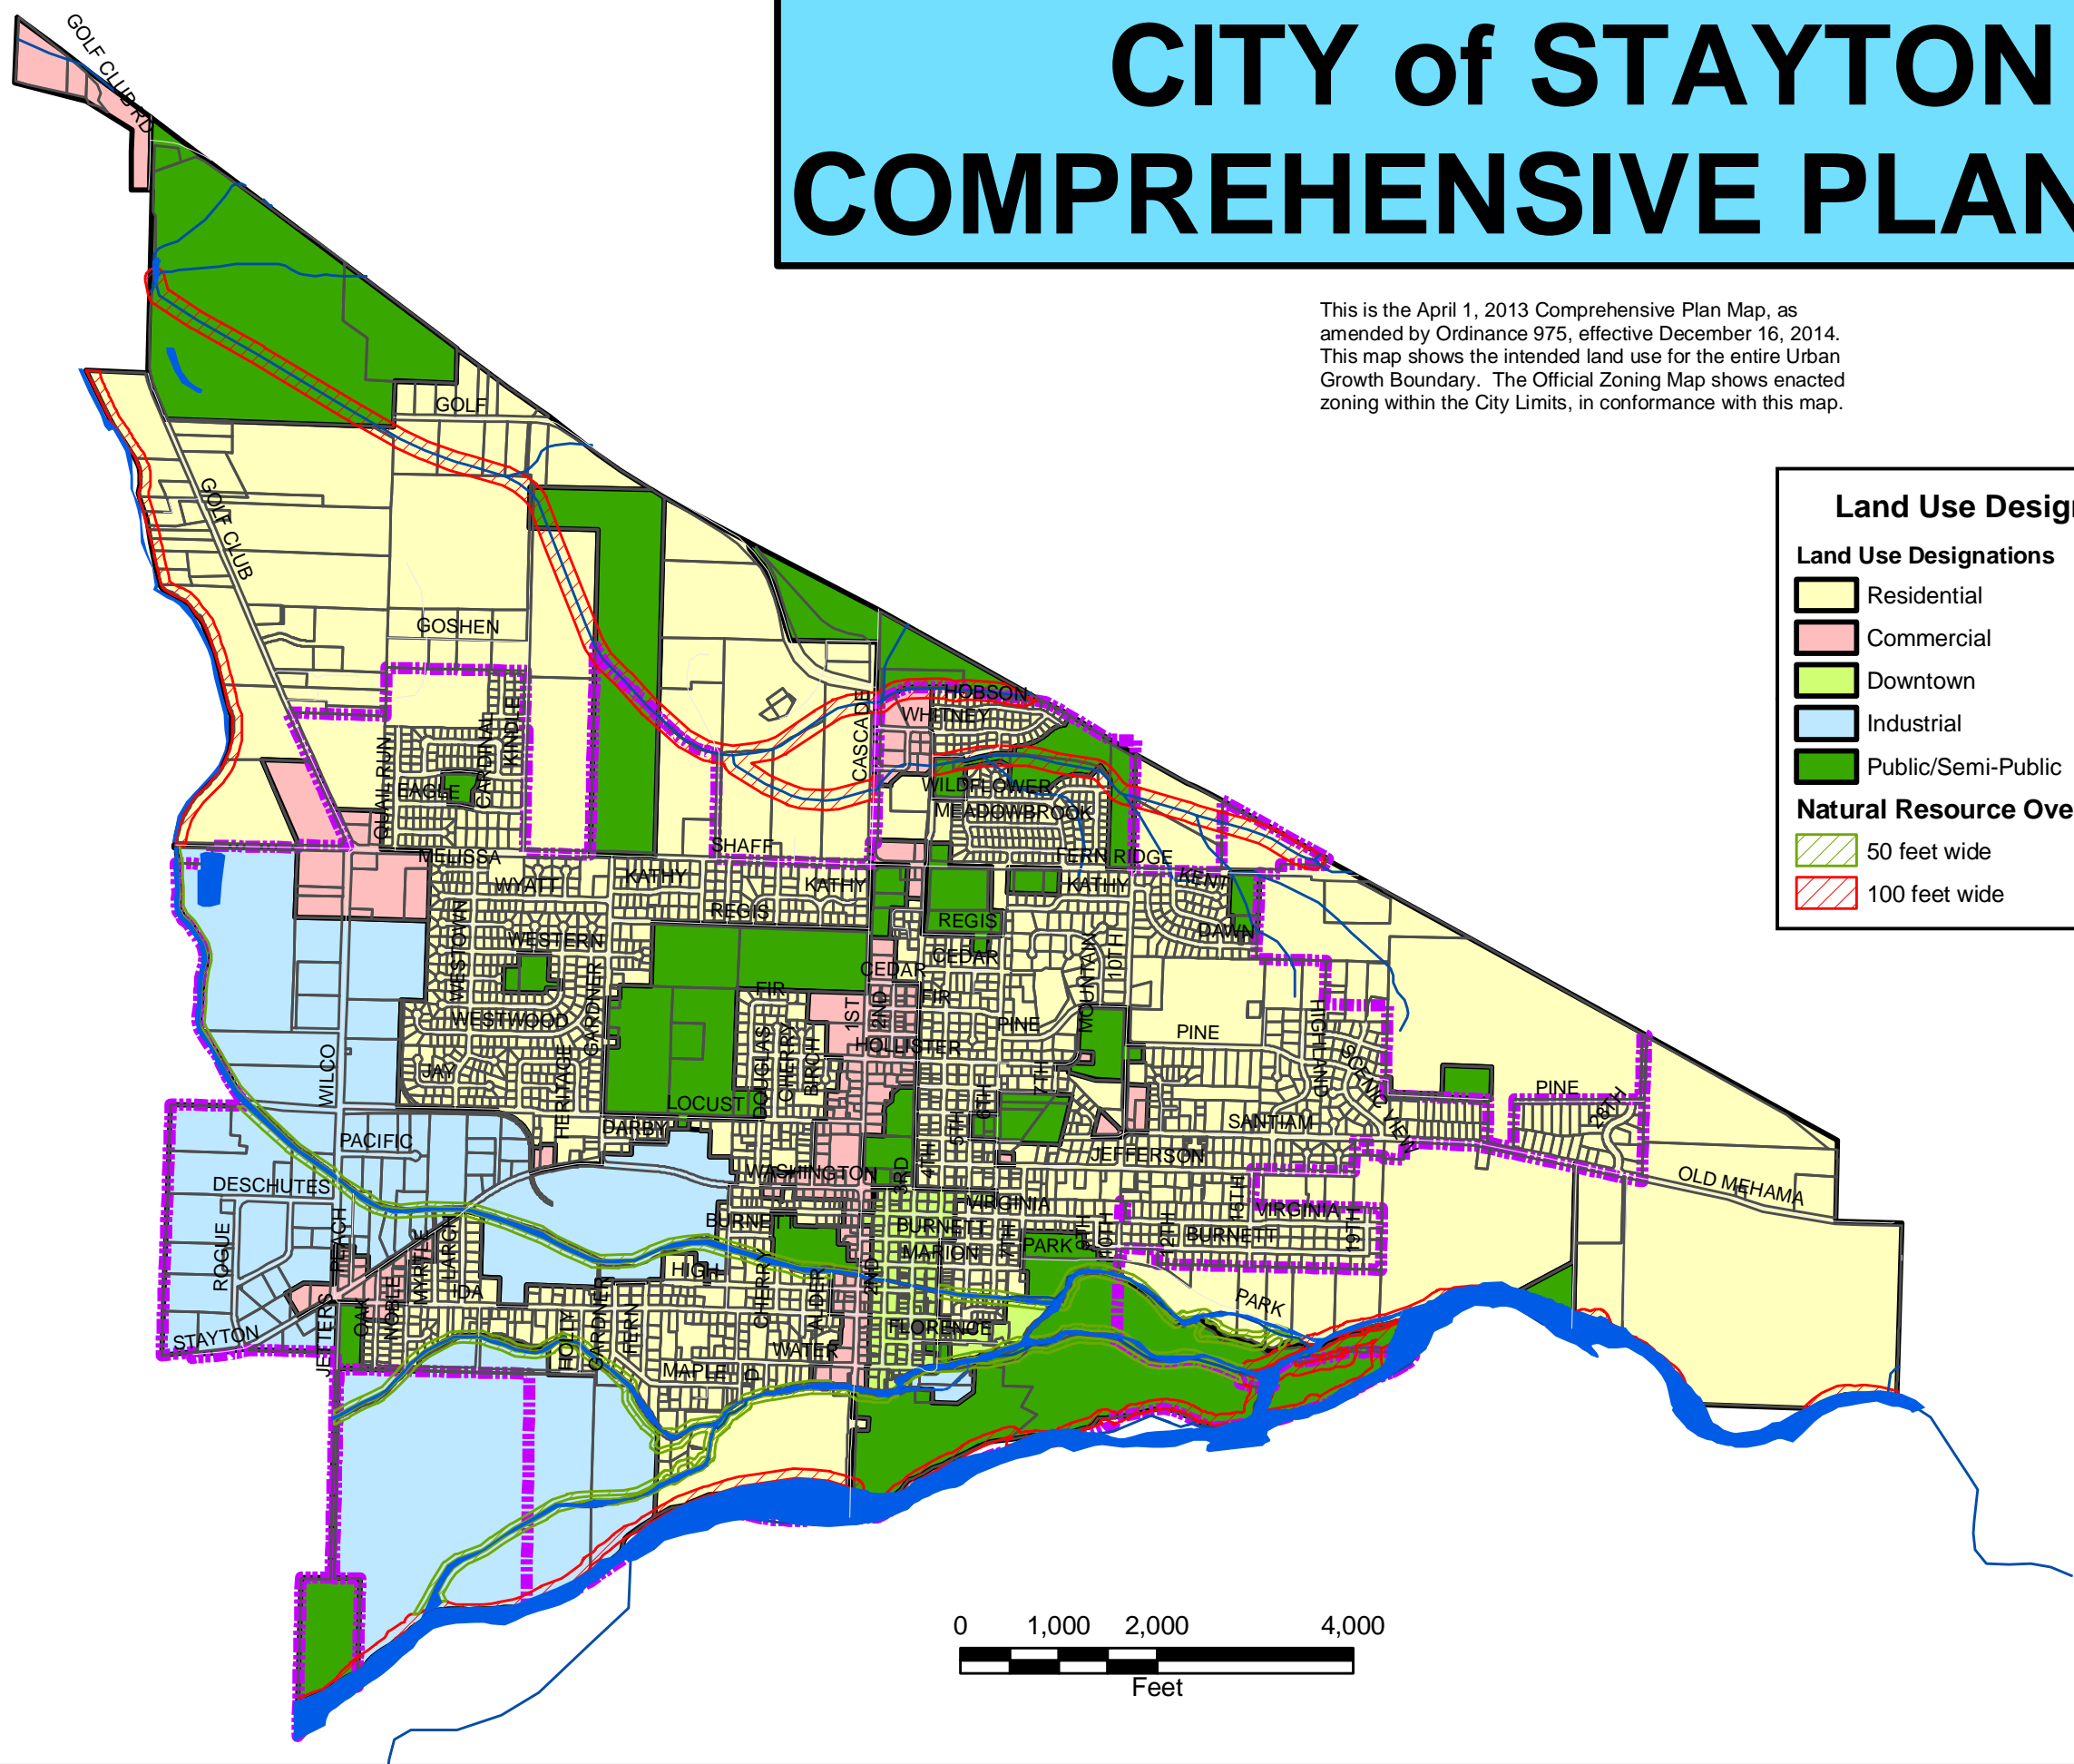 CITY of STAYTON
COMPREHENSIVE PLAN
This is the April 1, 2013 Comprehensive Plan Map, as
amended by Ordinance 975, effective December 16, 2014.
This map shows the intended land use for the entire Urban
Growth Boundary.  The Official Zoning Map shows enacted
zoning within the City Limits, in conformance with this map.
Land Use Desig
Land Use Designations
Residential
Commercial
Downtown
Industrial
Public/Semi-Public
Natural Resource Ove
50 feet wide
100 feet wide
GOLF CLUB RD
GOLF
GOLF CLUB
GOSHEN
CARDINAL
KINDLE
QUAIL RUN
EAGLE
CASCADE
HOBSON
WHITNEY
WILDFLOWER
MEADOWBROOK
SHAFF
FERN RIDGE
MELISSA
WYATT
KATHY
KATHY
KATHY
KENT
REGIS
REGIS
DAWN
WESTOWN
WESTERN
GARDNER
CEDAR
CEDAR
MOUNTAIN
10TH
FIR
FIR
1ST
2ND
WESTWOOD
PINE
PINE
HOLLISTER
DOUGLAS
CHERRY
BIRCH
HIGHLAND
SCENIC VIEW
WILCO
JAY
HERITAGE
LOCUST
7TH
6TH
5TH
4TH
3RD
PINE
28TH
DARBY
SANTIAM
PACIFIC
JEFFERSON
WASHINGTON
OLD MEHAMA
DESCHUTES
VIRGINIA
VIRGINIA
15TH
BURNETT
BURNETT
BURNETT
ROGUE
PEACH
MYRTLE
LARCH
MARION
7TH
PARK
9TH
10TH
12TH
19TH
HIGH
CHERRY
ALDER
2ND
IDA
NOBLE
OAK
JETTERS
STAYTON
HOLLY
GARDNER
FERN
PARK
FLORENCE
WATER
MAPLE
0
1,000
2,000
4,000
Feet